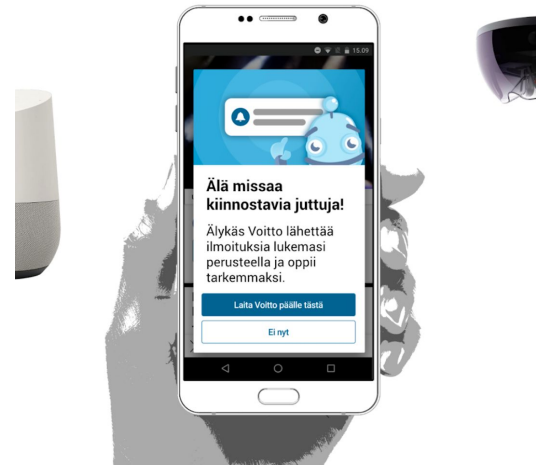 15.09
Älä missaa
kiinnostavia juttuja!
Älykäs Voitto lähettää
ilmoituksia lukemasi
perusteella ja oppii
tarkemmaksi.
Laita Voitto päälle tästä
Ei nyt